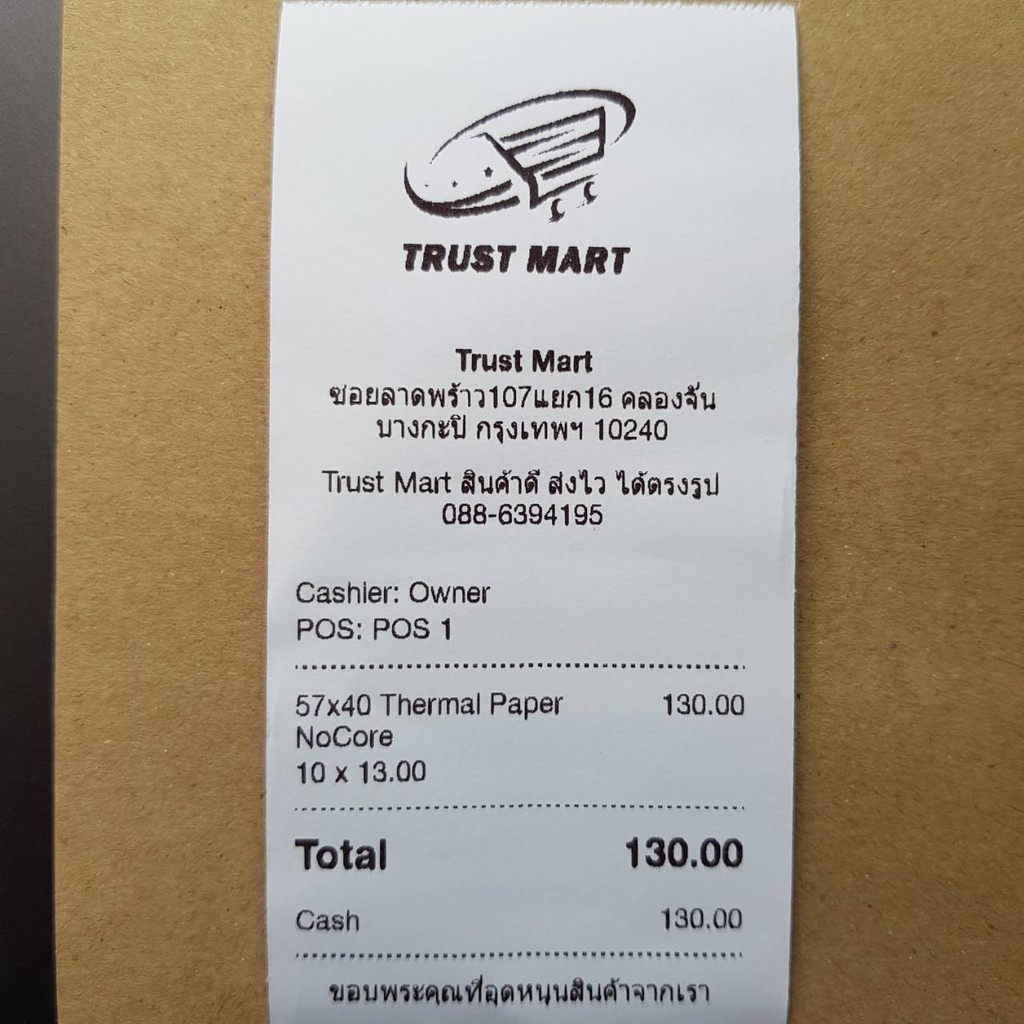 TRUST MART
Trust Mart
ซอยลาดพร้าว107แยก16 คลองจั่น
บางกะปิ กรุงเทพฯ 10240
Trust Mart สินค้าดี ส่งไว ได้ตรงรูป
088-6394195
Cashier: Owner
POS: POS 1
57x40 Thermal Paper 130.00
NoCore
10 x 13.00
Total 130.00
Cash 130.00
ขอบพระคุณที่อุดหนุนสินค้าจากเรา